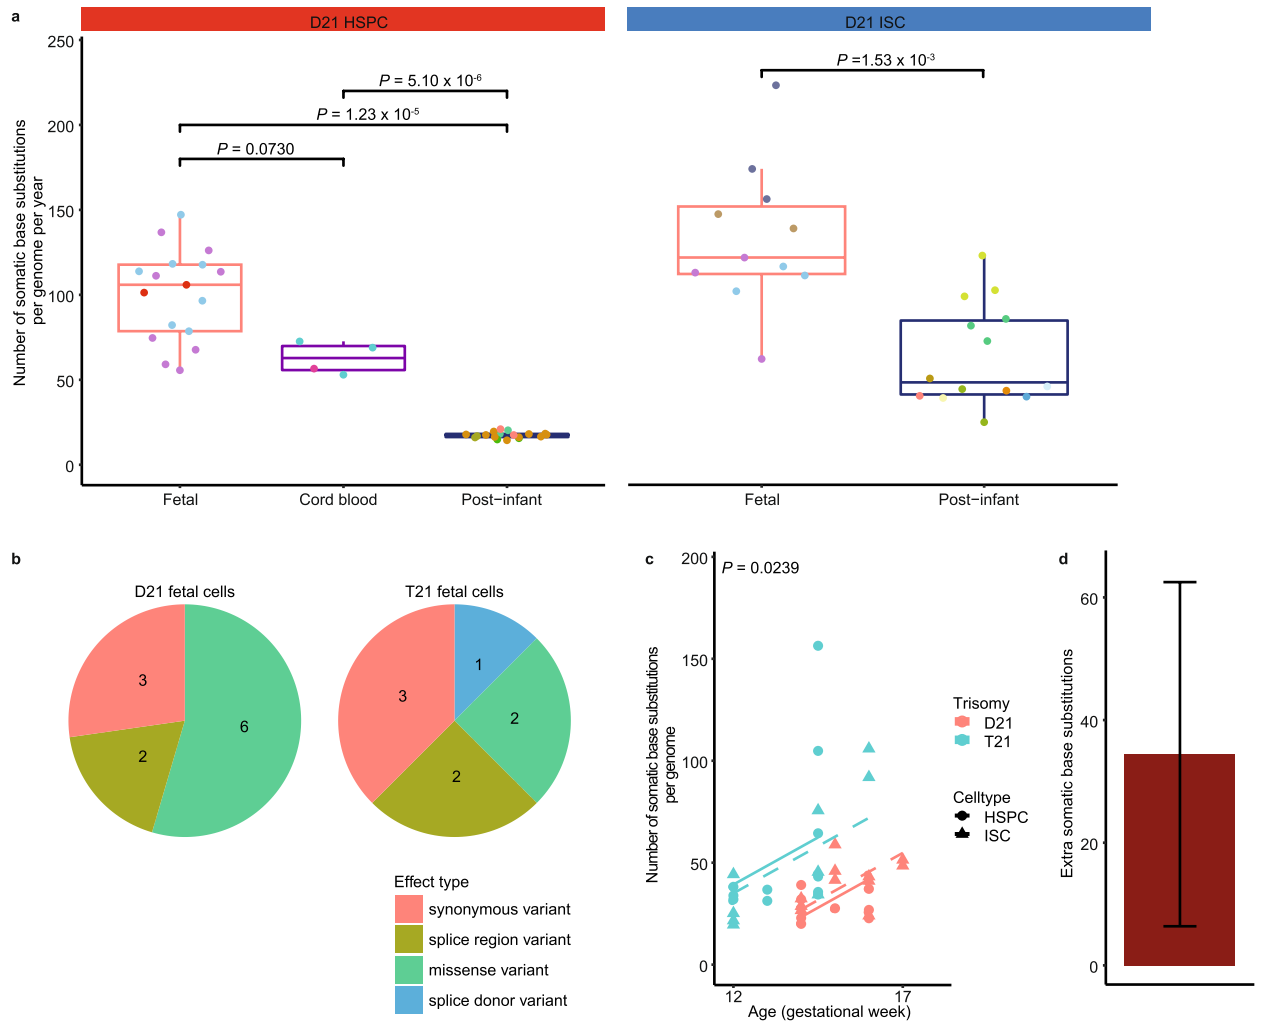 a
D21 HSPC
D21 ISC
Number of somatic base substitutions
per genome per year
250
200
150
100
50
0
P = 5.10 x 10-6
P = 1.23 x 10-5
P = 0.0730
P =1.53 x 10-3
Fetal
Cord blood
Post−infant
Fetal
Post−infant
b
D21 fetal cells
T21 fetal cells
3
6
2
1
3
2
2
Effect type
synonymous variant
splice region variant
missense variant
splice donor variant
c
P = 0.0239
Number of somatic base substitutions
per genome
200
150
100
50
0
12
17
Age (gestational week)
Trisomy
D21
T21
Celltype
HSPC
ISC
d
Extra somatic base substitutions
60
40
20
0